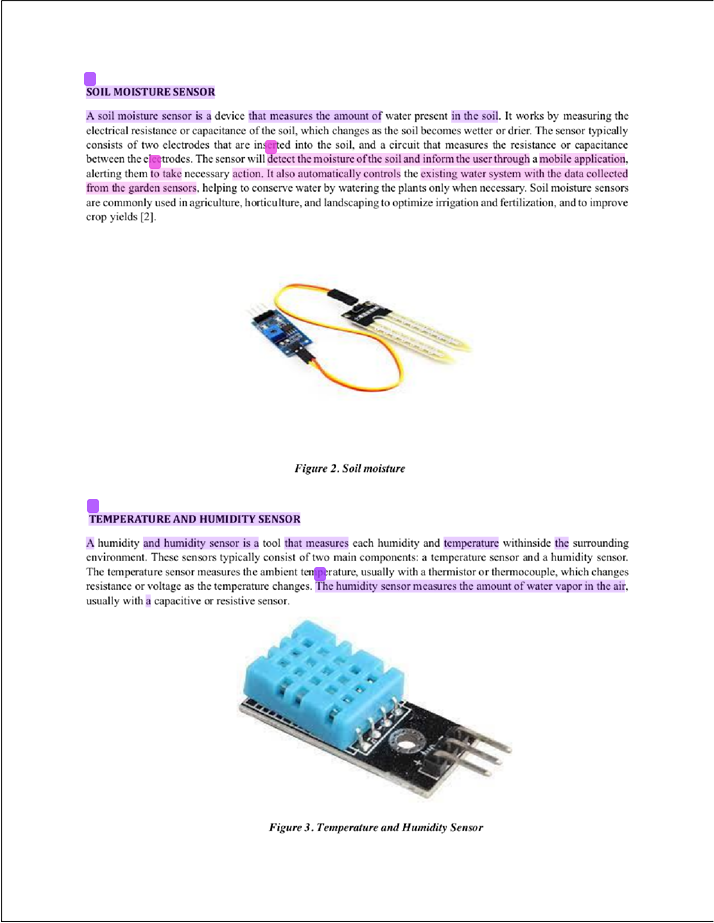 SOIL MOISTURE SENSOR
A soil moisture sensor is a device that measures the amount of water present in the soil. It works by measuring the
electrical resistance or capacitance of the soil, which changes as the soil becomes wetter or drier. The sensor typically
consists of two electrodes that are inserted into the soil, and a circuit that measures the resistance or capacitance
between the electrodes. The sensor will detect the moisture of the soil and inform the user through a mobile application,
alerting them to take necessary action. It also automatically controls the existing water system with the data collected
from the garden sensors, helping to conserve water by watering the plants only when necessary. Soil moisture sensors
are commonly used in agriculture, horticulture, and landscaping to optimize irrigation and fertilization, and to improve
crop yields [2].
Figure 2. Soil moisture
TEMPERATURE AND HUMIDITY SENSOR
A humidity and humidity sensor is a tool that measures each humidity and temperature withinside the surrounding
environment. These sensors typically consist of two main components: a temperature sensor and a humidity sensor.
The temperature sensor measures the ambient temperature, usually with a thermistor or thermocouple, which changes
resistance or voltage as the temperature changes. The humidity sensor measures the amount of water vapor in the air,
usually with a capacitive or resistive sensor.
Figure 3. Temperature and Humidity Sensor